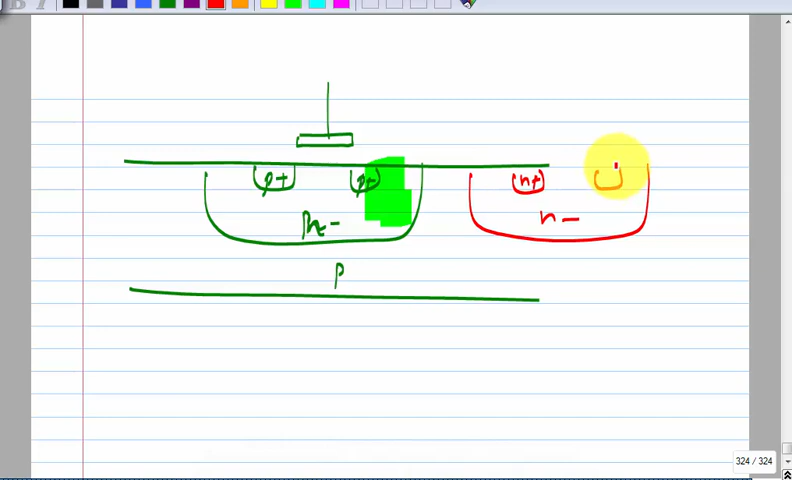 p+ n+
n- n -
p
324 / 324